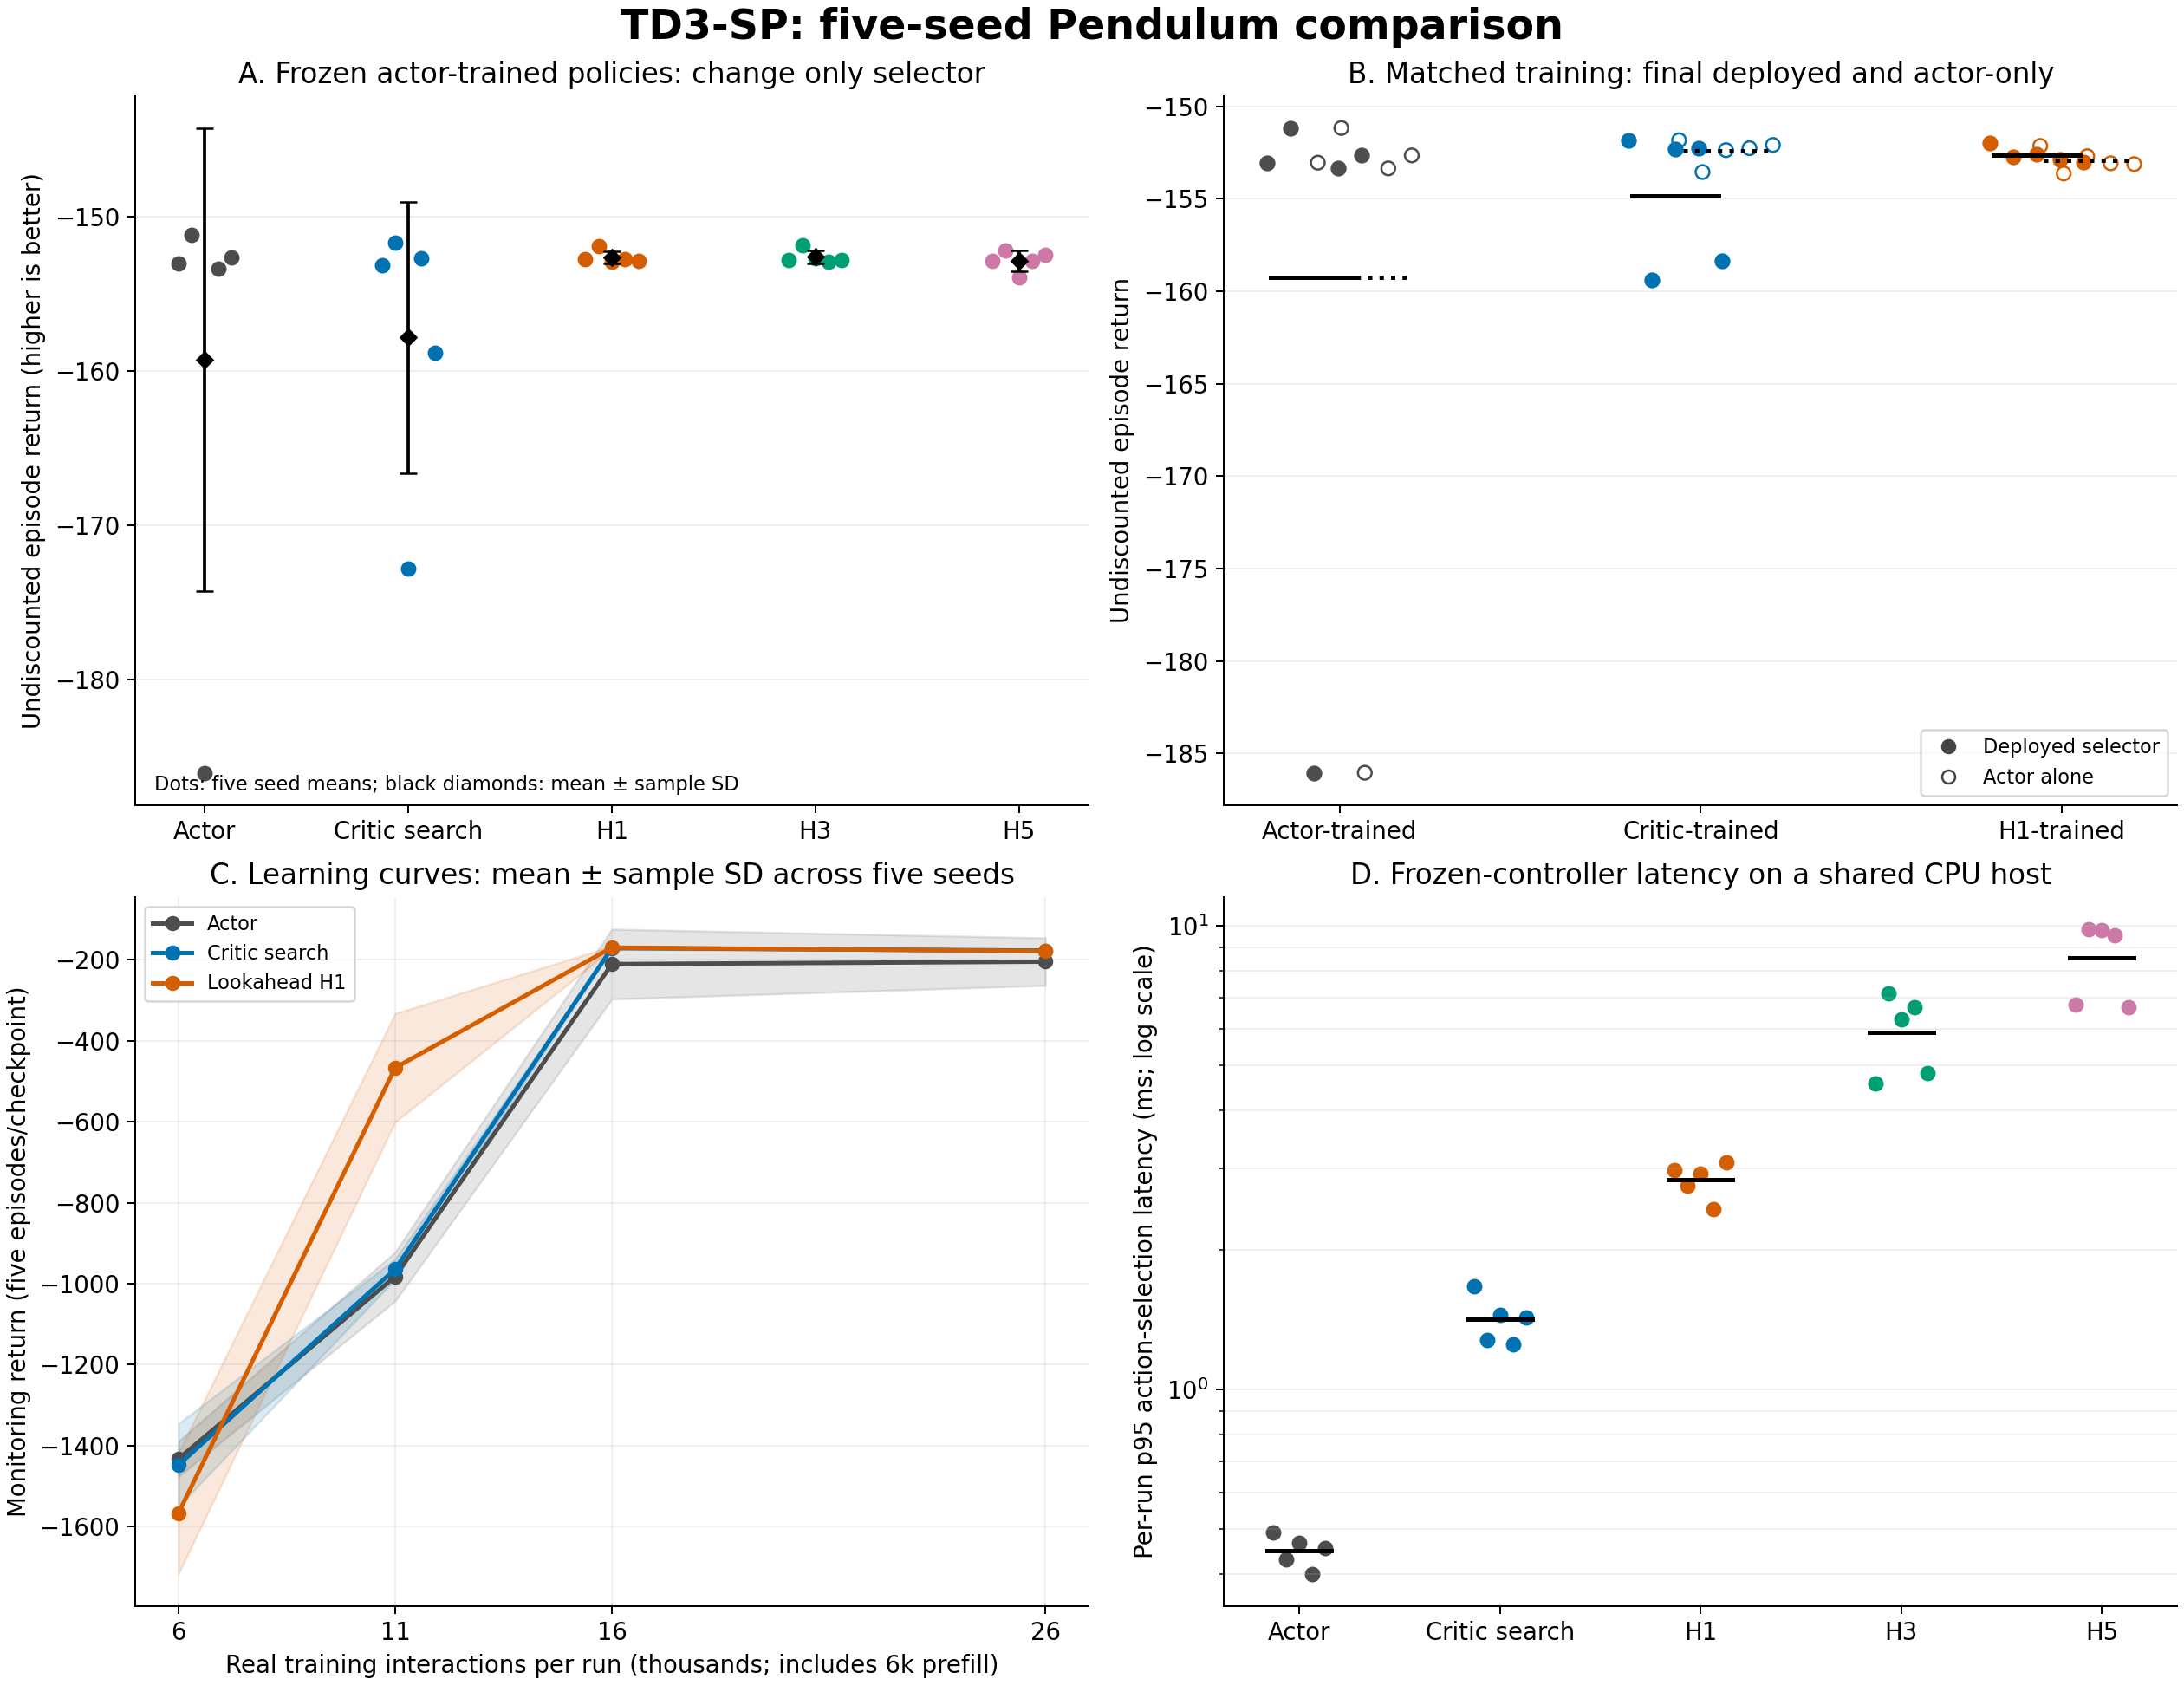 TD3-SP: five-seed Pendulum comparison
A. Frozen actor-trained policies: change only selector
Undiscounted episode return (higher is better)
−150
−160
−170
−180
Dots: five seed means; black diamonds: mean ± sample SD
Actor
Critic search
H1
H3
H5
B. Matched training: final deployed and actor-only
Undiscounted episode return
−150
−155
−160
−165
−170
−175
−180
−185
Deployed selector
Actor alone
Actor-trained
Critic-trained
H1-trained
C. Learning curves: mean ± sample SD across five seeds
Monitoring return (five episodes/checkpoint)
Actor
Critic search
Lookahead H1
−200
−400
−600
−800
−1000
−1200
−1400
−1600
6
11
16
26
Real training interactions per run (thousands; includes 6k prefill)
D. Frozen-controller latency on a shared CPU host
Per-run p95 action-selection latency (ms; log scale)
10¹
10⁰
Actor
Critic search
H1
H3
H5